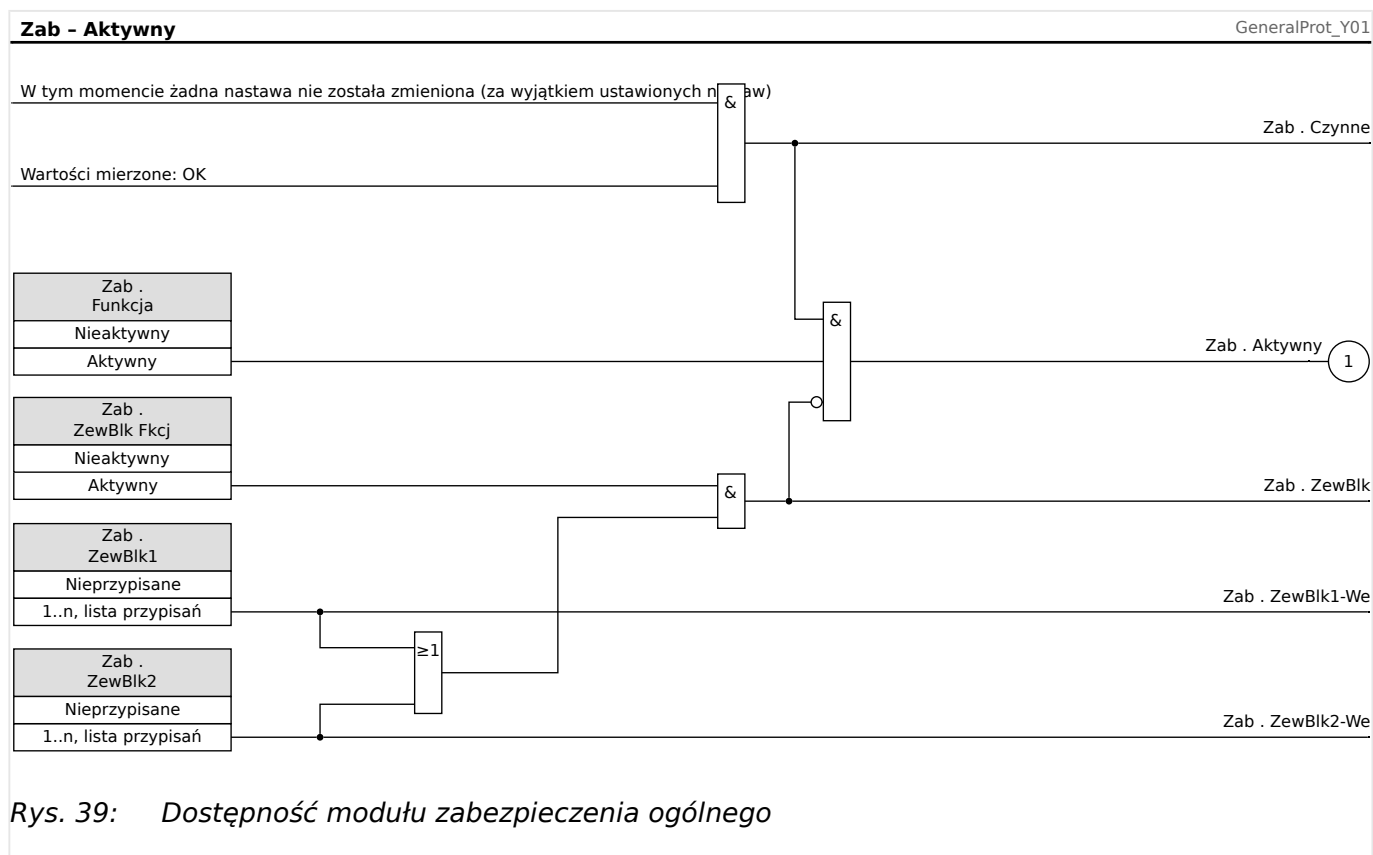 Zab – Aktywny
GeneralProt_Y01
W tym momencie żadna nastawa nie została zmieniona (za wyjątkiem ustawionych n aw)
&
Zab . Czynne
Wartości mierzone: OK
Zab .
Funkcja
Nieaktywny
Aktywny
&
Zab . Aktywny
1
Zab .
ZewBlk Fkcj
Nieaktywny
Aktywny
&
Zab . ZewBlk
Zab .
ZewBlk1
Nieprzypisane
1..n, lista przypisań
Zab . ZewBlk1-We
≥1
Zab .
ZewBlk2
Nieprzypisane
1..n, lista przypisań
Zab . ZewBlk2-We
Rys. 39: Dostępność modułu zabezpieczenia ogólnego